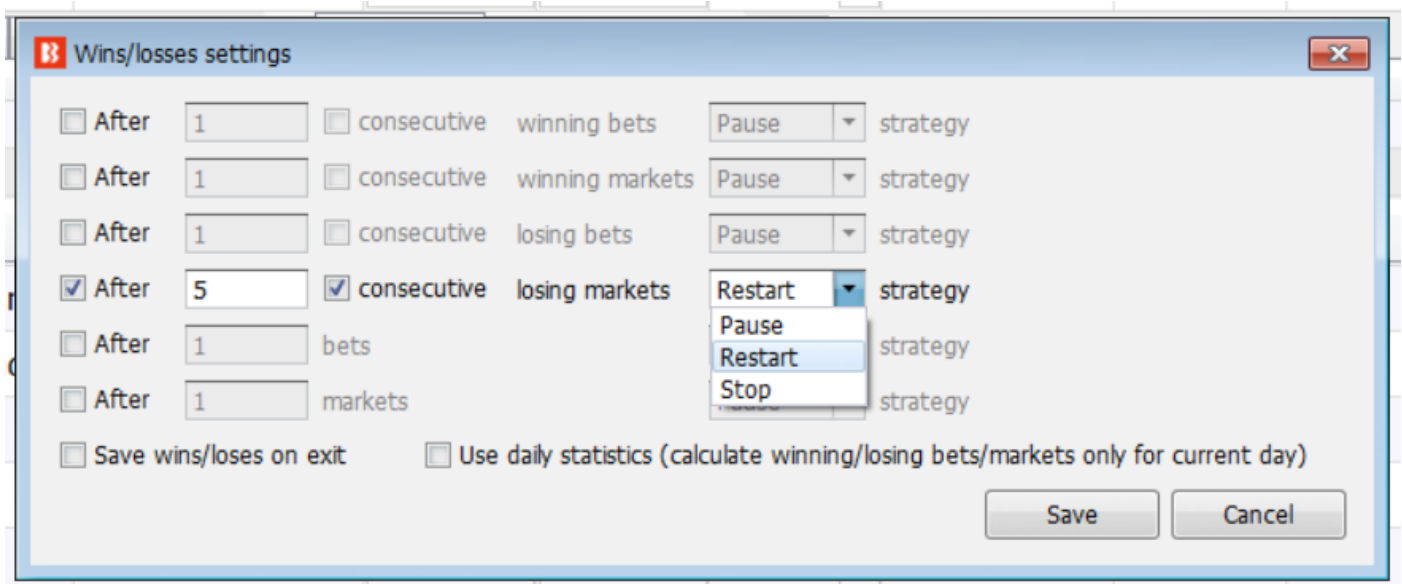 Wins/losses settings
After 1 consecutive winning bets Pause strategy
After 1 consecutive winning markets Pause strategy
After 1 consecutive losing bets Pause strategy
After 5 consecutive losing markets Restart strategy
Pause
After 1 bets strategy
Restart
After 1 markets strategy
Stop
Save wins/loses on exit Use daily statistics (calculate winning/losing bets/markets only for current day)
Save Cancel